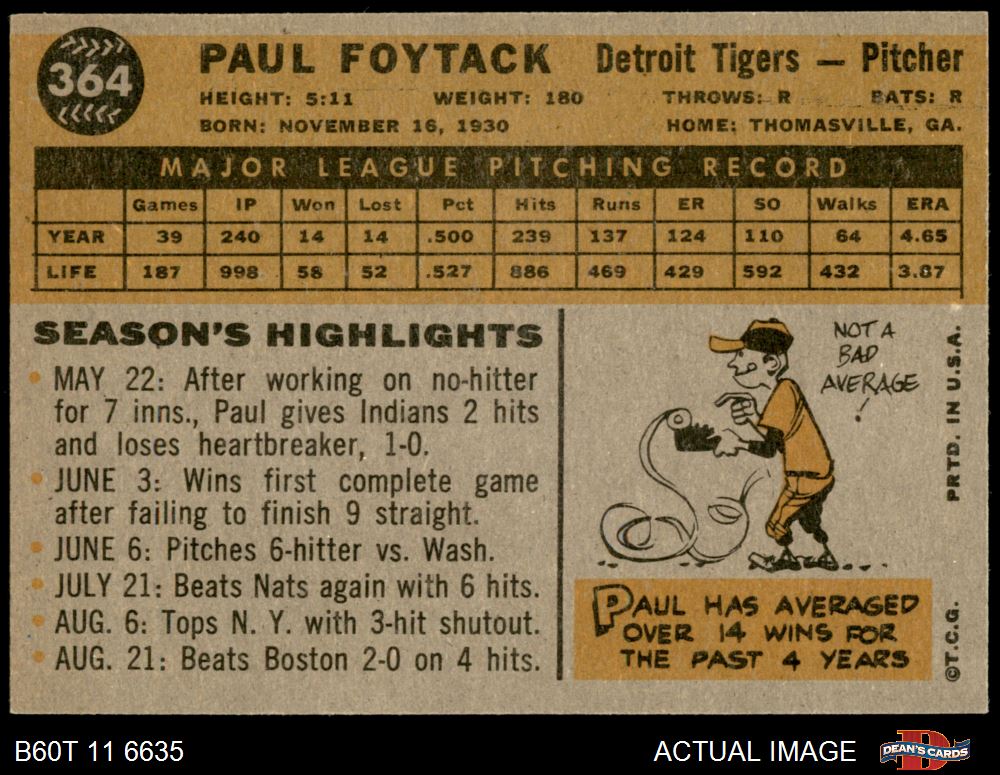 364
PAUL FOYTACK Detroit Tigers — Pitcher
HEIGHT: 5:11 WEIGHT: 180 THROWS: R BATS: R
BORN: NOVEMBER 16, 1930 HOME: THOMASVILLE, GA.
MAJOR LEAGUE PITCHING RECORD
Games IP Won Lost Pct Hits Runs ER SO Walks ERA
YEAR 39 240 14 14 .500 239 137 124 110 64 4.65
LIFE 187 998 58 52 .527 886 469 429 592 432 3.87
SEASON'S HIGHLIGHTS
• MAY 22: After working on no-hitter
for 7 inns., Paul gives Indians 2 hits
and loses heartbreaker, 1-0.
• JUNE 3: Wins first complete game
after failing to finish 9 straight.
• JUNE 6: Pitches 6-hitter vs. Wash.
• JULY 21: Beats Nats again with 6 hits.
• AUG. 6: Tops N. Y. with 3-hit shutout.
• AUG. 21: Beats Boston 2-0 on 4 hits.
NOT A
BAD
AVERAGE
!
PAUL HAS AVERAGED
OVER 14 WINS FOR
THE PAST 4 YEARS
©T.C.G. PRTD. IN U.S.A.
B60T 11 6635 ACTUAL IMAGE
D
DEAN'S CARDS